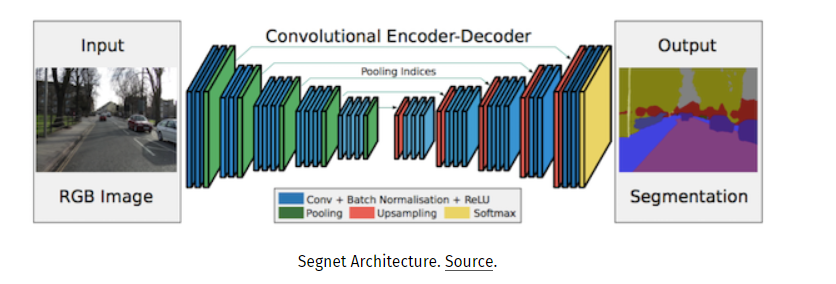 Input
RGB Image
Convolutional Encoder-Decoder
Pooling Indices
Conv + Batch Normalisation + ReLU
Pooling Upsampling Softmax
Output
Segmentation
Segnet Architecture. Source.